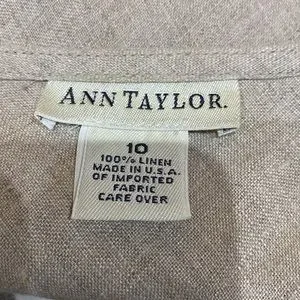 ANN TAYLOR.
10
100% LINEN
MADE IN U.S.A.
OF IMPORTED
FABRIC
CARE OVER